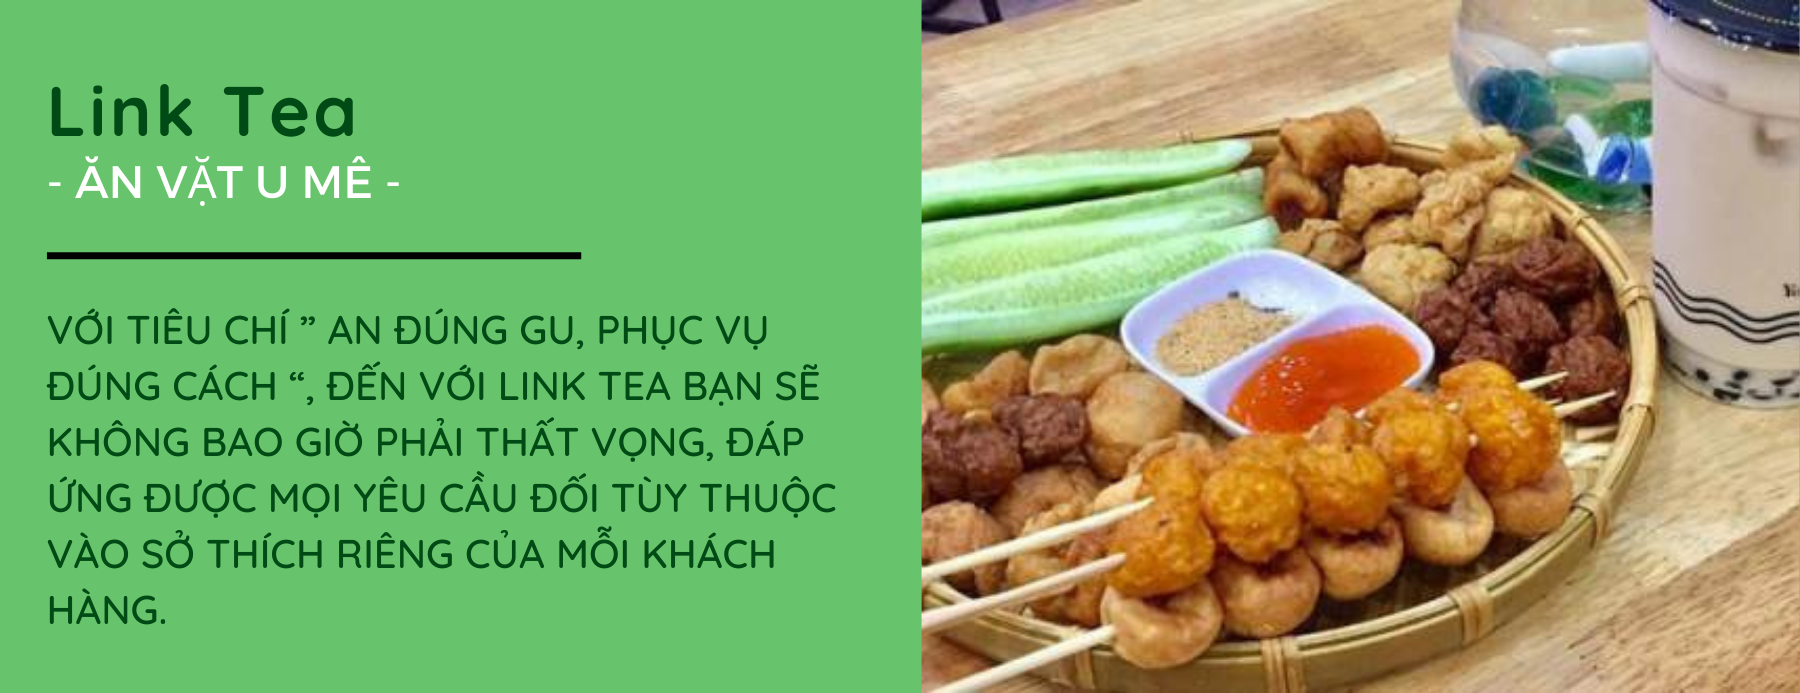 Link Tea
- ĂN VẶT U MÊ -
VỚI TIÊU CHÍ ” AN ĐÚNG GU, PHỤC VỤ
ĐÚNG CÁCH “, ĐẾN VỚI LINK TEA BẠN SẼ
KHÔNG BAO GIỜ PHẢI THẤT VỌNG, ĐÁP
ỨNG ĐƯỢC MỌI YÊU CẦU ĐỐI TÙY THUỘC
VÀO SỞ THÍCH RIÊNG CỦA MỖI KHÁCH
HÀNG.